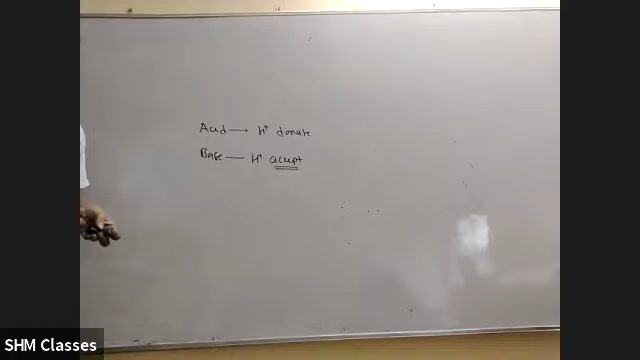 Acid → H⁺ donate
Base — H⁺ accept
SHM Classes